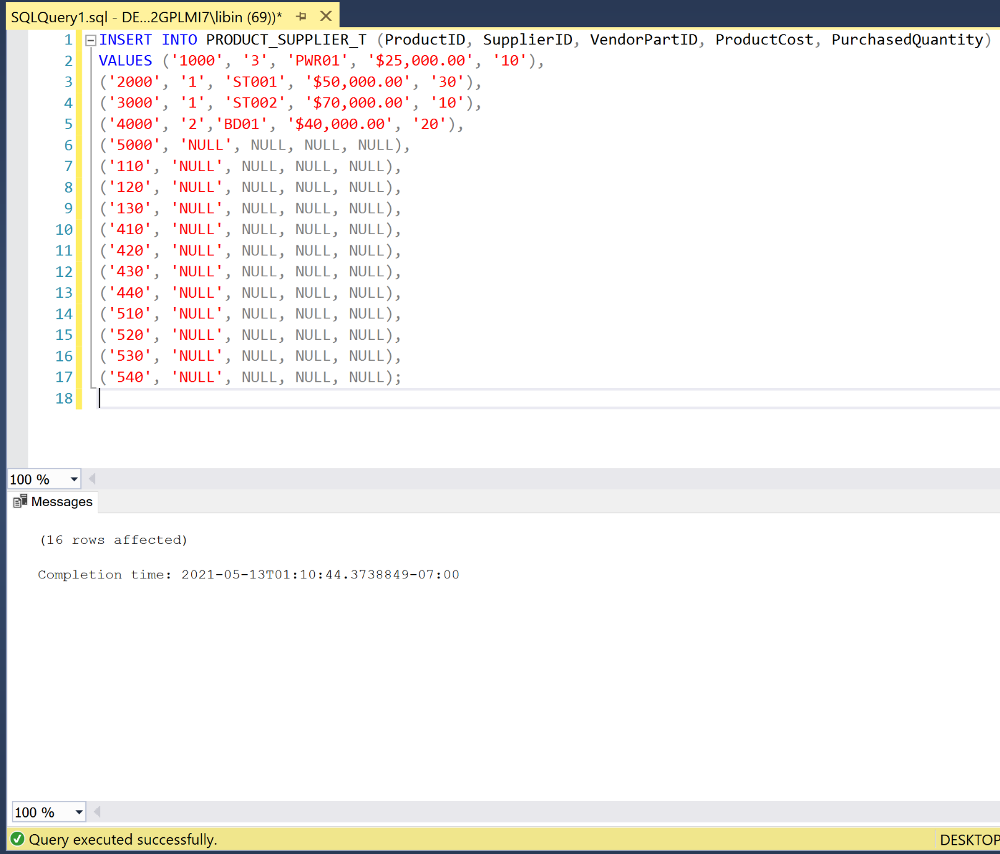 SQLQuery1.sql - DE...2GPLMI7\libin (69))*
1 INSERT INTO PRODUCT_SUPPLIER_T (ProductID, SupplierID, VendorPartID, ProductCost, PurchasedQuantity)
2 VALUES ('1000', '3', 'PWR01', '$25,000.00', '10'),
3 ('2000', '1', 'ST001', '$50,000.00', '30'),
4 ('3000', '1', 'ST002', '$70,000.00', '10'),
5 ('4000', '2','BD01', '$40,000.00', '20'),
6 ('5000', 'NULL', NULL, NULL, NULL),
7 ('110', 'NULL', NULL, NULL, NULL),
8 ('120', 'NULL', NULL, NULL, NULL),
9 ('130', 'NULL', NULL, NULL, NULL),
10 ('410', 'NULL', NULL, NULL, NULL),
11 ('420', 'NULL', NULL, NULL, NULL),
12 ('430', 'NULL', NULL, NULL, NULL),
13 ('440', 'NULL', NULL, NULL, NULL),
14 ('510', 'NULL', NULL, NULL, NULL),
15 ('520', 'NULL', NULL, NULL, NULL),
16 ('530', 'NULL', NULL, NULL, NULL),
17 ('540', 'NULL', NULL, NULL, NULL);
18
100 %
Messages
(16 rows affected)
Completion time: 2021-05-13T01:10:44.3738849-07:00
100 %
Query executed successfully.
DESKTOP